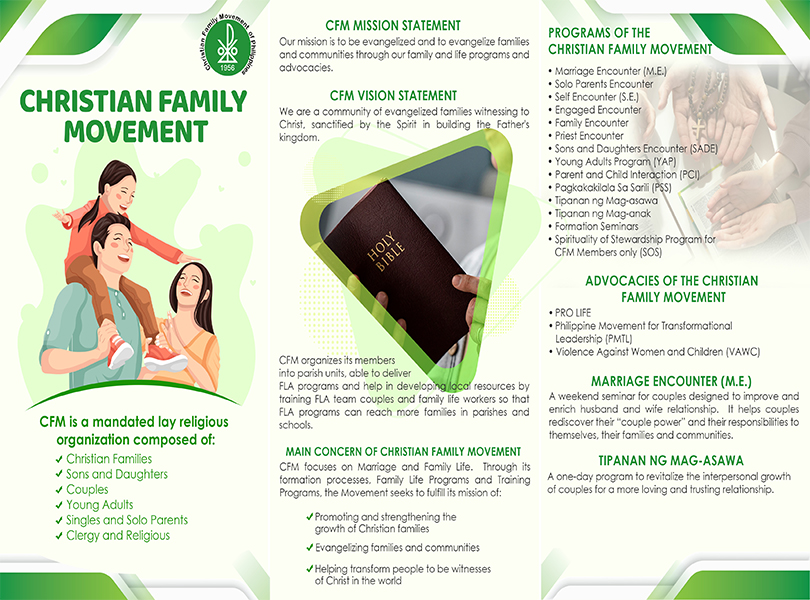 Christian Family Movement of Philippines
1956
CHRISTIAN FAMILY
MOVEMENT
CFM is a mandated lay religious
organization composed of:
Christian Families
Sons and Daughters
Couples
Young Adults
Singles and Solo Parents
Clergy and Religious
CFM MISSION STATEMENT
Our mission is to be evangelized and to evangelize families
and communities through our family and life programs and
advocacies.
CFM VISION STATEMENT
We are a community of evangelized families witnessing to
Christ, sanctified by the Spirit in building the Father's
kingdom.
HOLY
BIBLE
CFM organizes its members
into parish units, able to deliver
FLA programs and help in developing local resources by
training FLA team couples and family life workers so that
FLA programs can reach more families in parishes and
schools.
MAIN CONCERN OF CHRISTIAN FAMILY MOVEMENT
CFM focuses on Marriage and Family Life. Through its
formation processes. Family Life Programs and Training
Programs, the Movement seeks to fulfill its mission of:
Promoting and strengthening the
growth of Christian families
Evangelizing families and communities
Helping transform people to be witnesses
of Christ in the world
PROGRAMS OF THE
CHRISTIAN FAMILY MOVEMENT
• Marriage Encounter (M.E.)
• Solo Parents Encounter
• Self Encounter (S.E.)
• Engaged Encounter
• Family Encounter
• Priest Encounter
• Sons and Daughters Encounter (SADE)
• Young Adults Program (YAP)
• Parent and Child Interaction (PCI)
• Pagkakakilala Sa Sarili (PSS)
• Tipanan ng Mag-asawa
• Tipanan ng Mag-anak
• Formation Seminars
• Spirituality of Stewardship Program for
CFM Members only (SOS)
ADVOCACIES OF THE CHRISTIAN
FAMILY MOVEMENT
• PRO LIFE
• Philippine Movement for Transformational
Leadership (PMTL)
• Violence Against Women and Children (VAWC)
MARRIAGE ENCOUNTER (M.E.)
A weekend seminar for couples designed to improve and
enrich husband and wife relationship. It helps couples
rediscover their “couple power” and their responsibilities to
themselves, their families and communities.
TIPANAN NG MAG-ASAWA
A one-day program to revitalize the interpersonal growth
of couples for a more loving and trusting relationship.